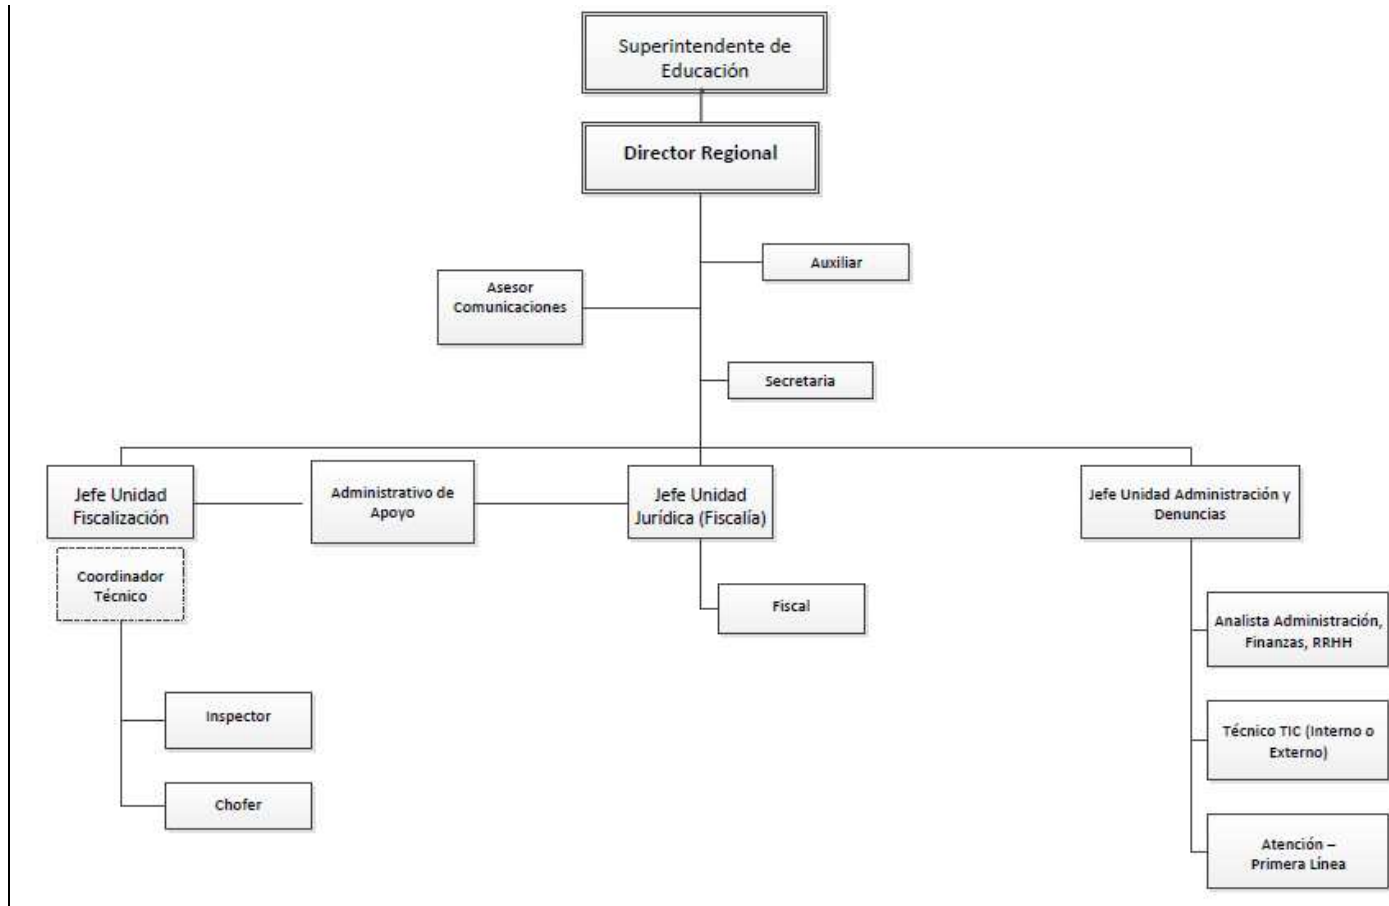 Superintendente de
Educación
Director Regional
Auxiliar
Asesor
Comunicaciones
Secretaria
Jefe Unidad
Fiscalización
Administrativo de
Apoyo
Jefe Unidad
Jurídica (Fiscalía)
Jefe Unidad Administración y
Denuncias
Coordinador
Técnico
Fiscal
Analista Administración,
Finanzas, RRHH
Inspector
Técnico TIC (Interno o
Externo)
Chofer
Atención –
Primera Línea